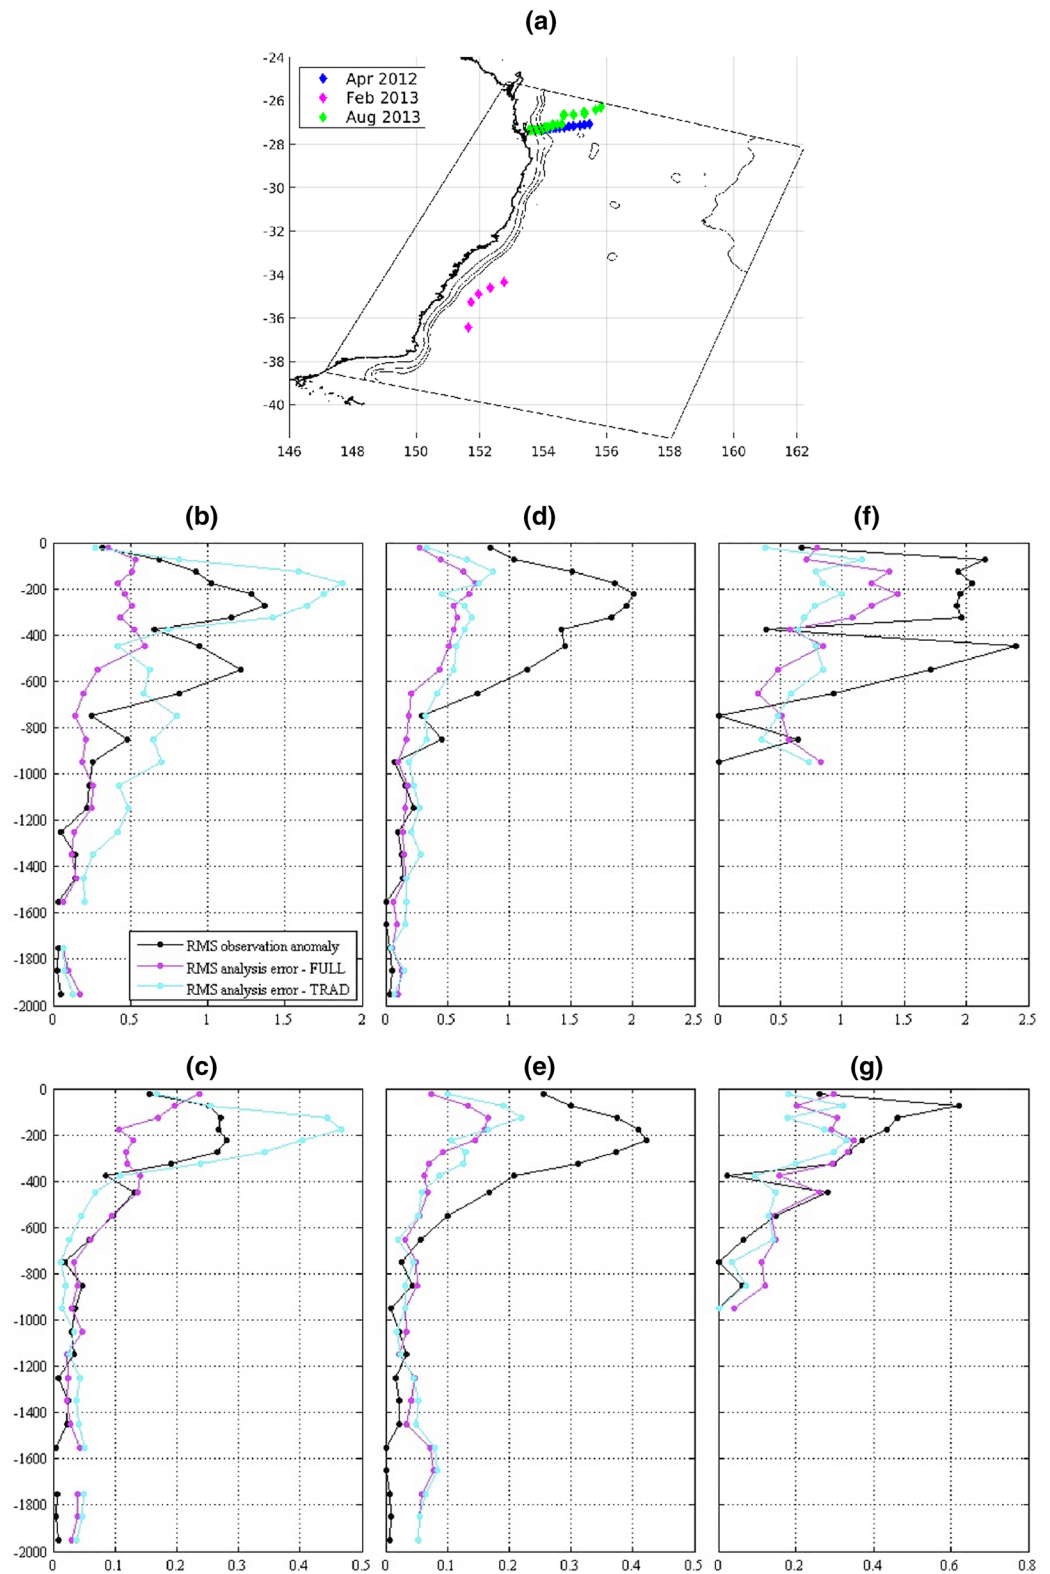 (a)
-24
-26
-28
-30
-32
-34
-36
-38
-40
Apr 2012
Feb 2013
Aug 2013
146 148 150 152 154 156 158 160 162
(b) (d) (f)
0
-200
-400
-600
-800
-1000
-1200
-1400
-1600
-1800
-2000
RMS observation anomaly
RMS analysis error - FULL
RMS analysis error - TRAD
0 0.5 1 1.5 2
0 0.5 1 1.5 2 2.5
0 0.5 1 1.5 2 2.5
(c) (e) (g)
0
-200
-400
-600
-800
-1000
-1200
-1400
-1600
-1800
-2000
0 0.1 0.2 0.3 0.4 0.5
0 0.1 0.2 0.3 0.4 0.5
0 0.2 0.4 0.6 0.8